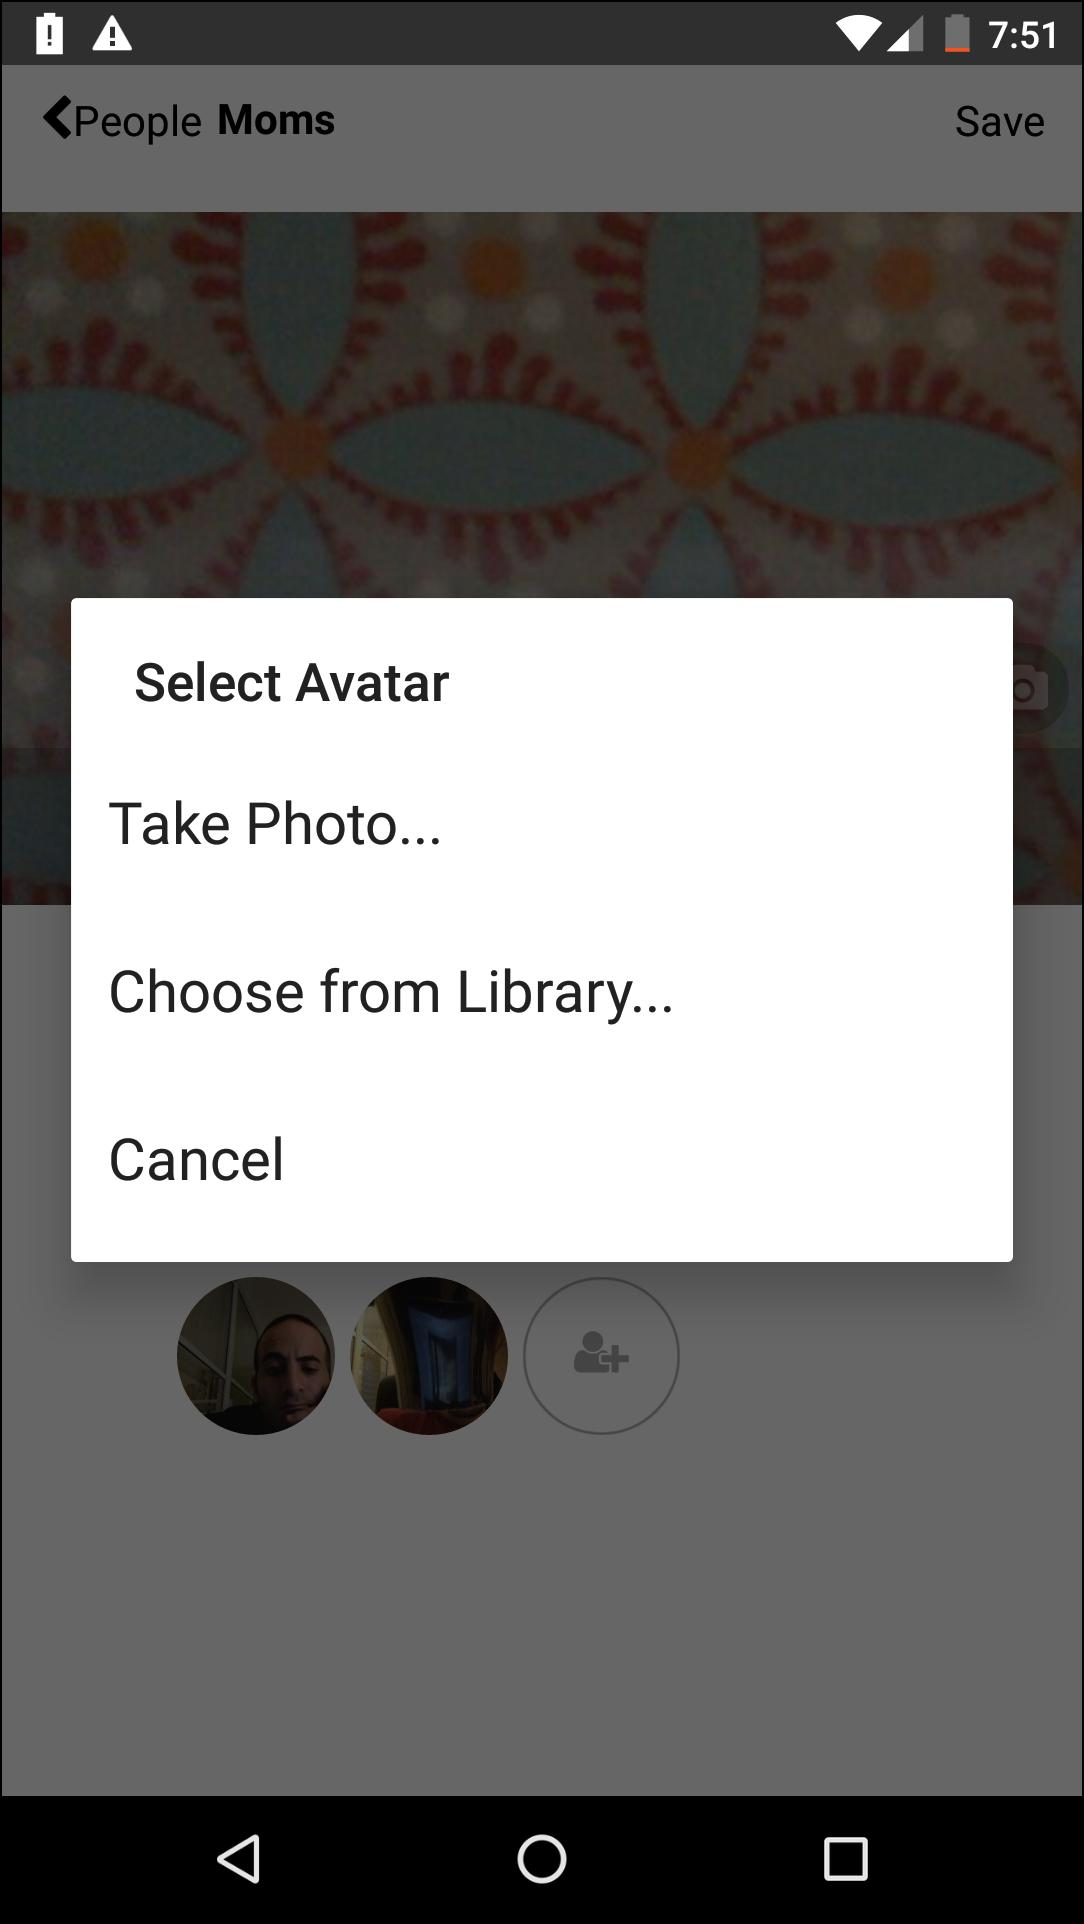 7:51
People Moms Save
Select Avatar
Take Photo...
Choose from Library...
Cancel